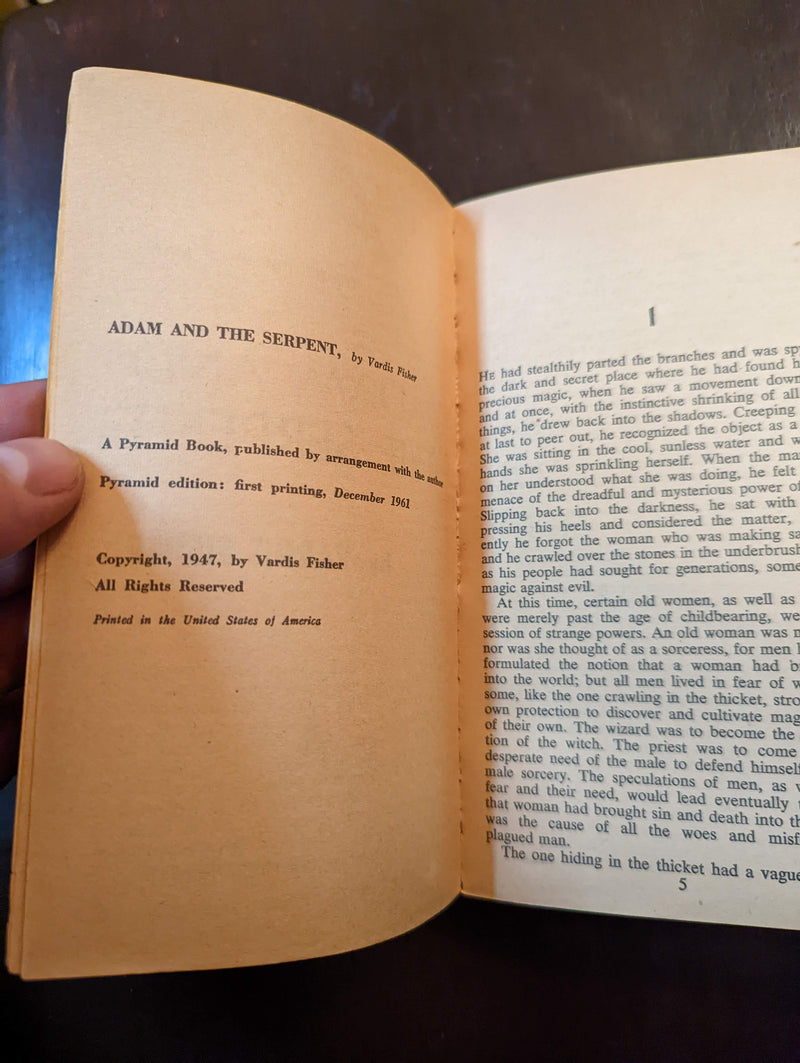 ADAM AND THE SERPENT, by Vardis Fisher
A Pyramid Book, published by arrangement with the author
Pyramid edition: first printing, December 1961
Copyright, 1947, by Vardis Fisher
All Rights Reserved
Printed in the United States of America
I
HE had stealthily parted the branches and was
the dark and secret place where he had found
precious magic, when he saw a movement down
and at once, with the instinctive shrinking of all
things, he drew back into the shadows. Creeping
at last to peer out, he recognized the object as a
She was sitting in the cool, sunless water and
hands she was sprinkling herself. When the
on her understood what she was doing, he felt
menace of the dreadful and mysterious power of
Slipping back into the darkness, he sat with
pressing his heels and considered the matter,
ently he forgot the woman who was making
and he crawled over the stones in the underbrush
as his people had sought for generations, some
magic against evil.
At this time, certain old women, as well as
were merely past the age of childbearing, we
session of strange powers. An old woman was
nor was she thought of as a sorceress, for men
formulated the notion that a woman had
into the world; but all men lived in fear of
some, like the one crawling in the thicket,
own protection to discover and cultivate
of their own. The wizard was to become the
tion of the witch. The priest was to come
desperate need of the male to defend himself
male sorcery. The speculations of men, as
fear and their need, would lead eventually
that woman had brought sin and death into
was the cause of all the woes and misf
plagued man.
The one hiding in the thicket had a vague
5